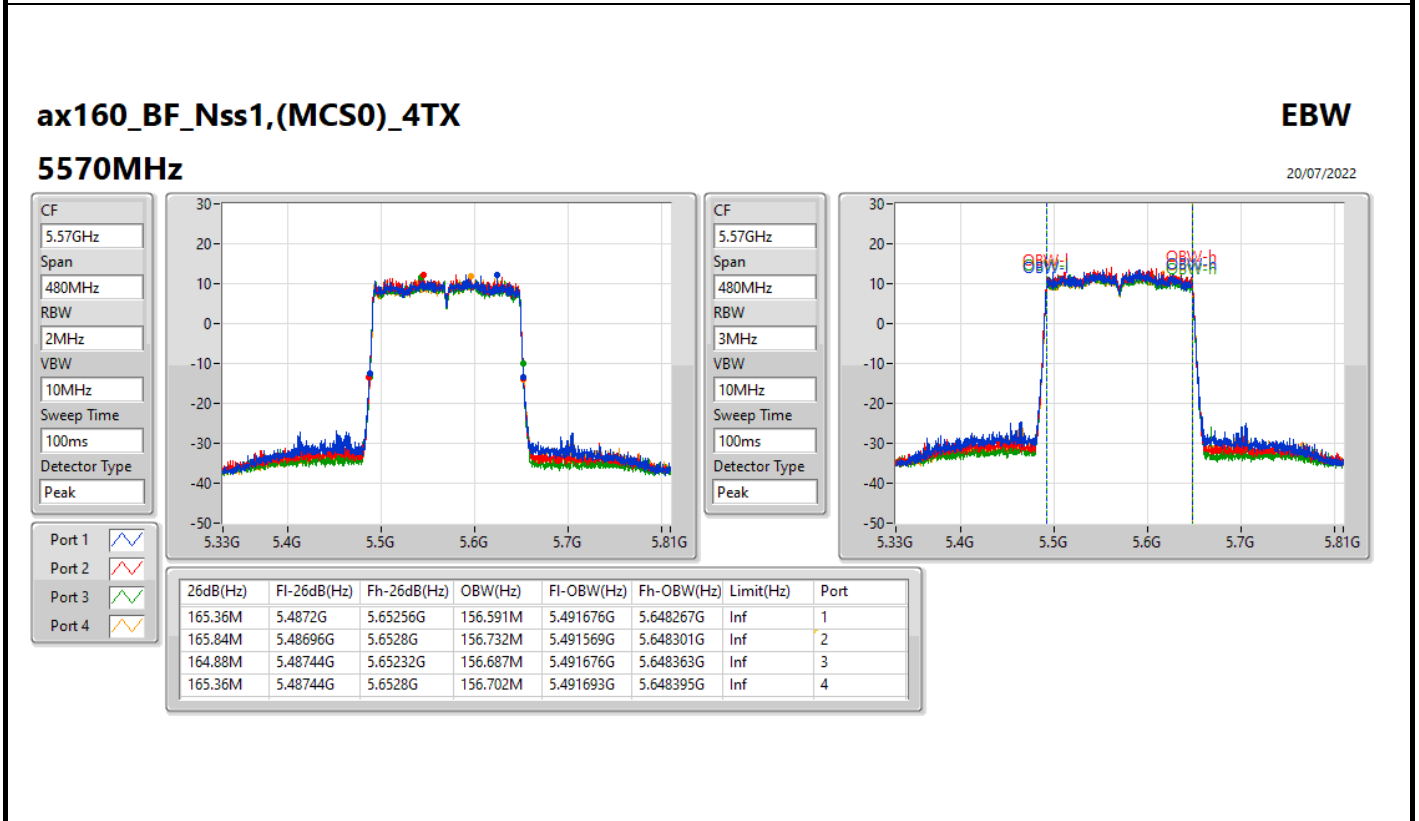 ax160_BF_Nss1,(MCS0)_4TX
EBW
5570MHz
20/07/2022
CF
5.57GHz
Span
480MHz
RBW
2MHz
VBW
10MHz
Sweep Time
100ms
Detector Type
Peak
30
20
10
0
-10
-20
-30
-40
-50
5.33G 5.4G 5.5G 5.6G 5.7G 5.81G
CF
5.57GHz
Span
480MHz
RBW
3MHz
VBW
10MHz
Sweep Time
100ms
Detector Type
Peak
30
20
10
0
-10
-20
-30
-40
-50
OBW-l OBW-h
OBW-l OBW-h
5.33G 5.4G 5.5G 5.6G 5.7G 5.81G
Port 1
Port 2
Port 3
Port 4
26dB(Hz) Fl-26dB(Hz) Fh-26dB(Hz) OBW(Hz) Fl-OBW(Hz) Fh-OBW(Hz) Limit(Hz) Port
165.36M 5.4872G 5.65256G 156.591M 5.491676G 5.648267G Inf 1
165.84M 5.48696G 5.6528G 156.732M 5.491569G 5.648301G Inf 2
164.88M 5.48744G 5.65232G 156.687M 5.491676G 5.648363G Inf 3
165.36M 5.48744G 5.6528G 156.702M 5.491693G 5.648395G Inf 4